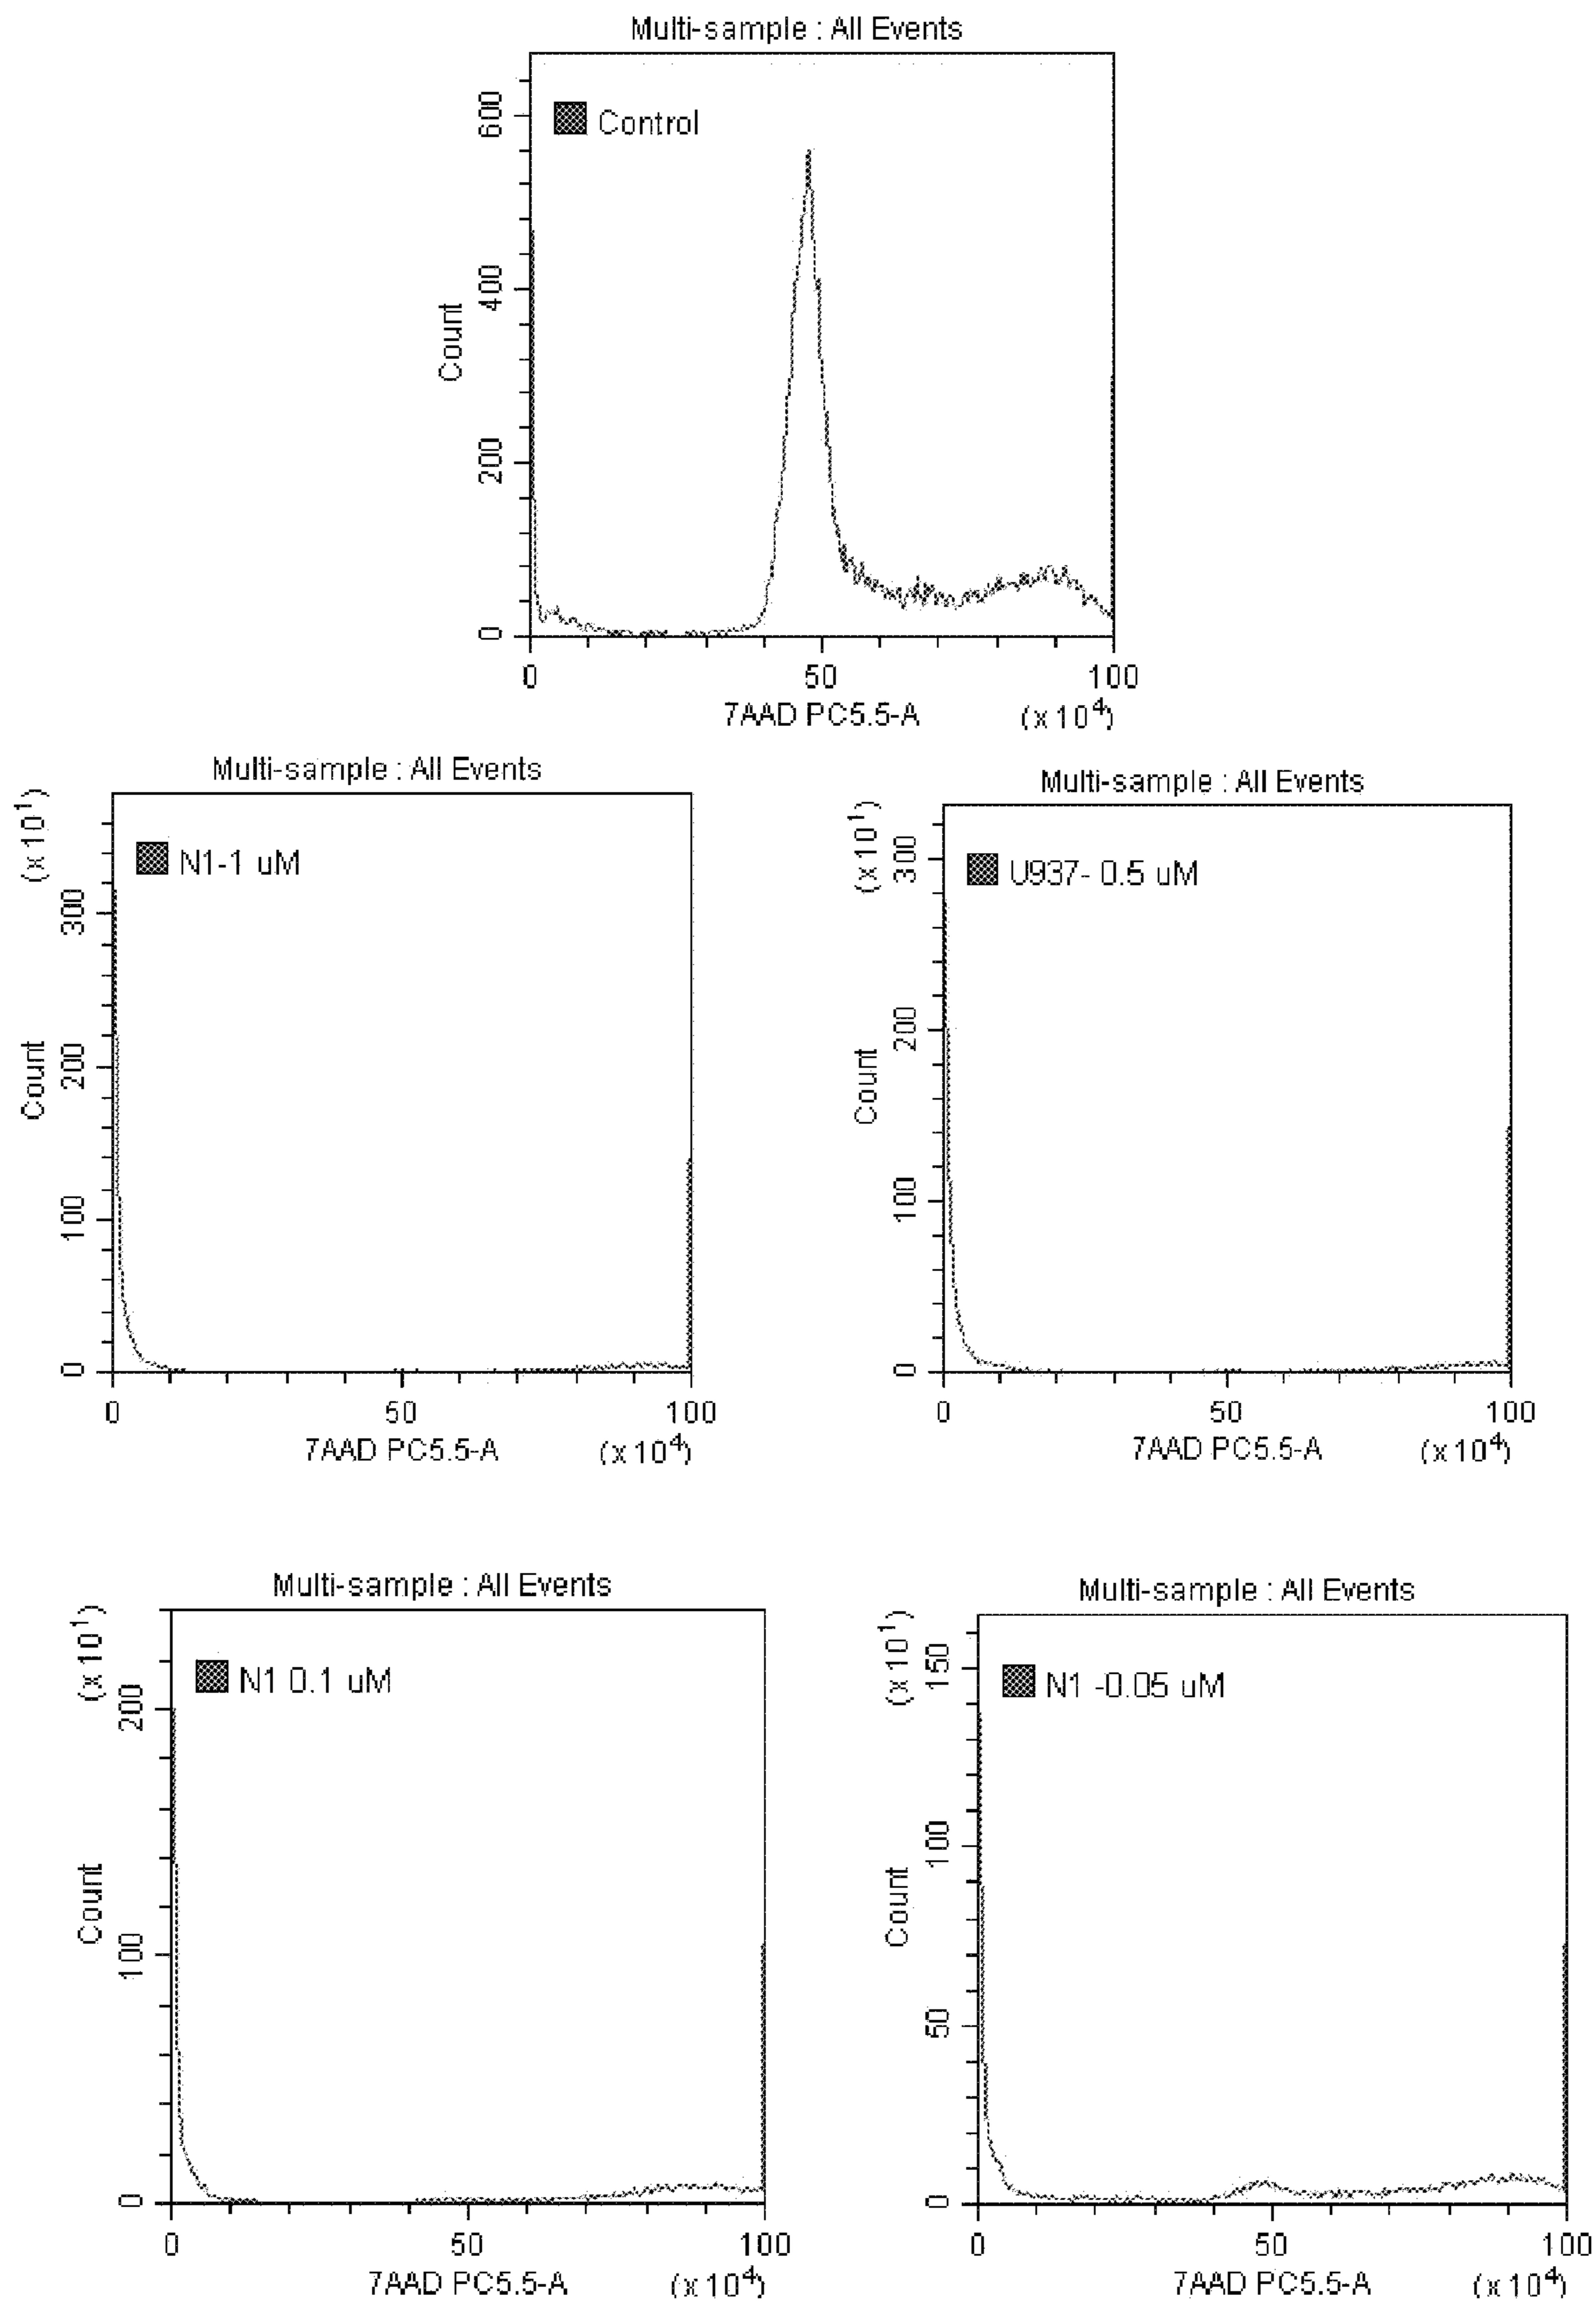 Multi-sample : All Events
Control
600
400
200
0
Count
0 50 100
7AAD PC5.5-A (x10⁴)
Multi-sample : All Events
(x10¹)
N1-1 uM
300
200
100
0
Count
0 50 100
7AAD PC5.5-A (x10⁴)
Multi-sample : All Events
(x10¹)
U937- 0.5 uM
300
200
100
0
Count
0 50 100
7AAD PC5.5-A (x10⁴)
Multi-sample : All Events
(x10¹)
N1 0.1 uM
200
100
0
Count
0 50 100
7AAD PC5.5-A (x10⁴)
Multi-sample : All Events
(x10¹)
N1 -0.05 uM
150
100
50
0
Count
0 50 100
7AAD PC5.5-A (x10⁴)